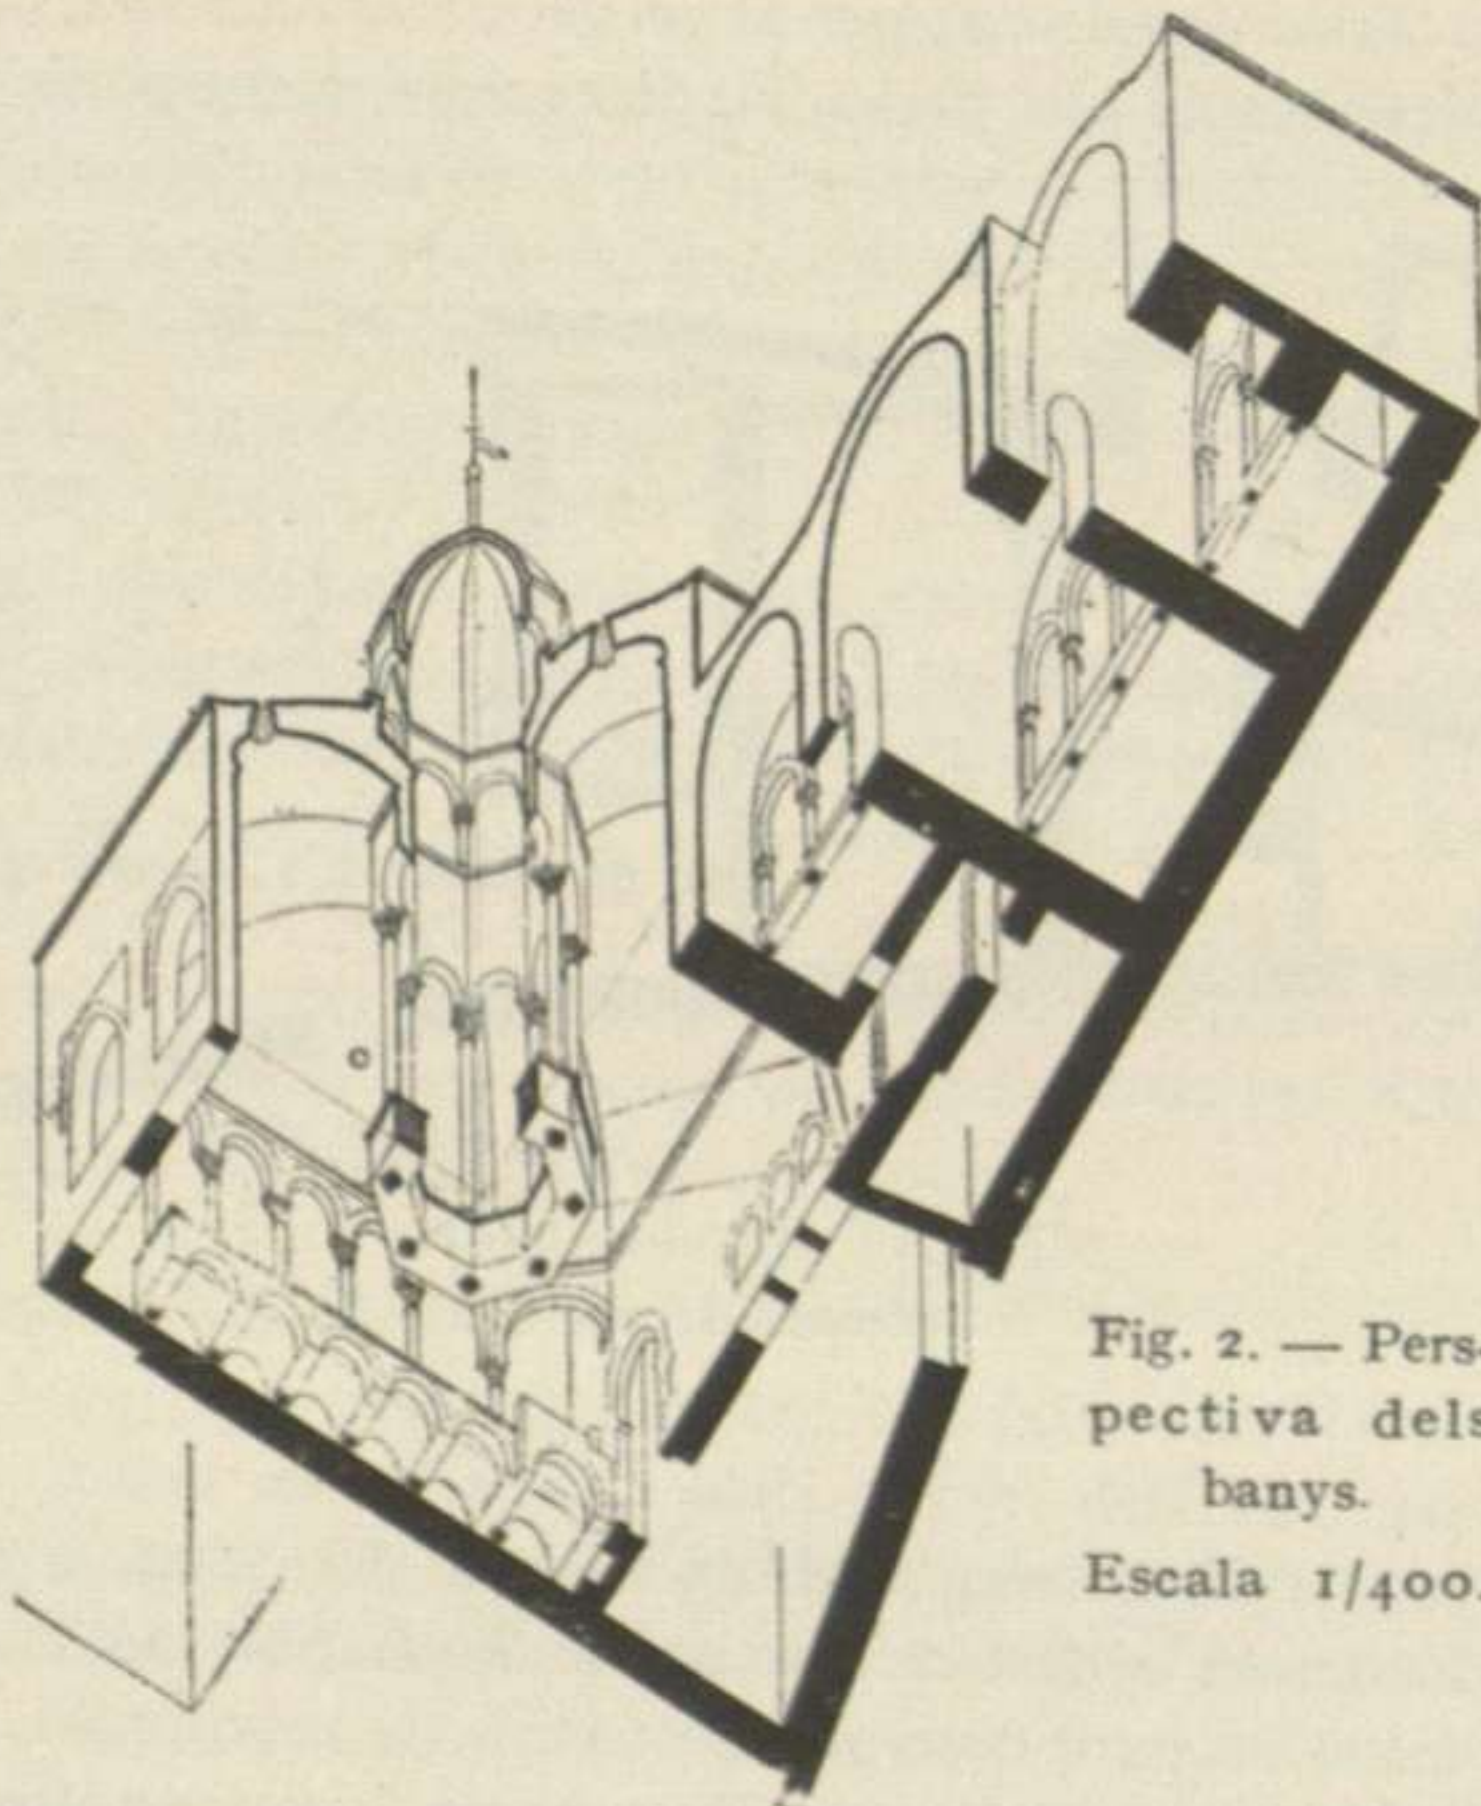 Fig. 2. — Pers-
pectiva dels
banys.
Escala 1/400.